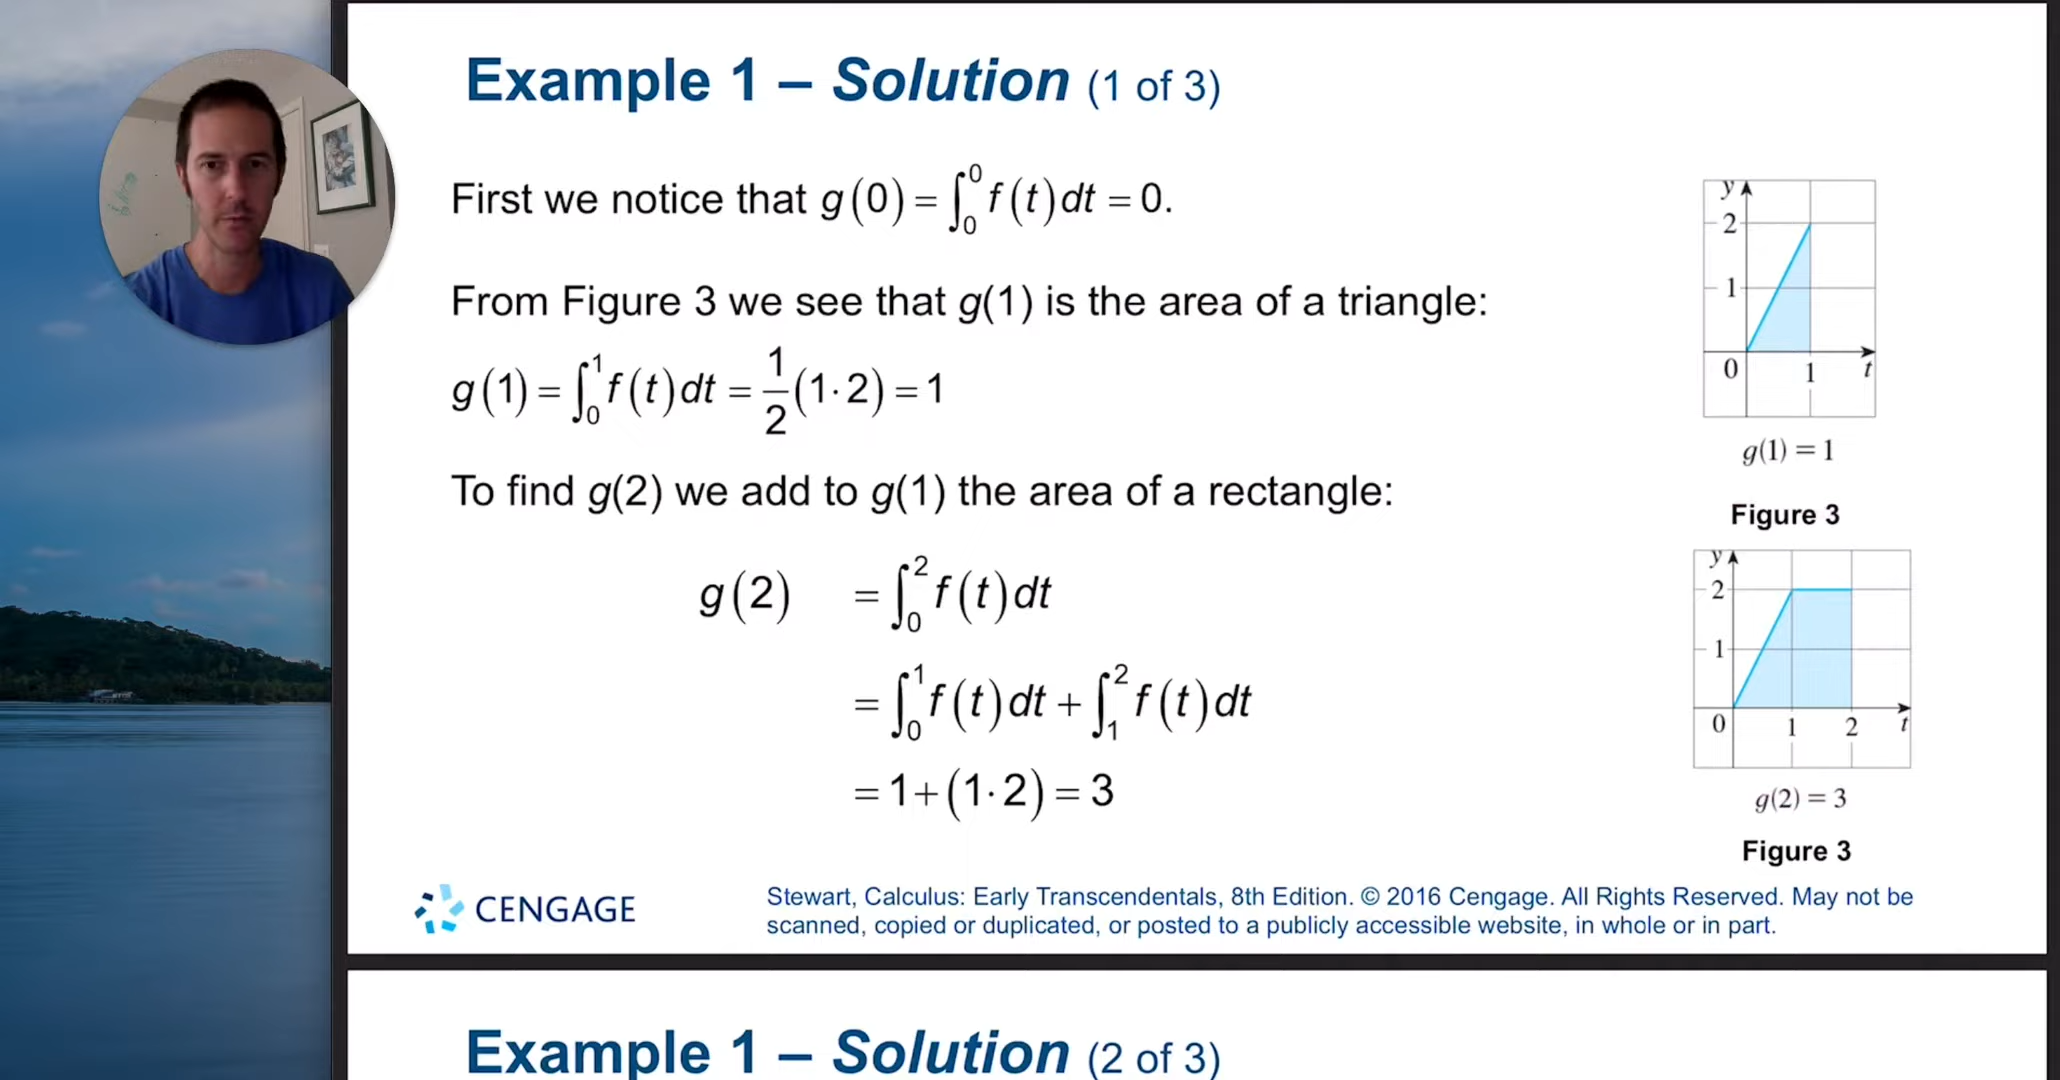 Example 1 – Solution (1 of 3)
First we notice that g(0) = ∫₀⁰ f(t)dt = 0.
From Figure 3 we see that g(1) is the area of a triangle:
g(1) = ∫₀¹ f(t)dt = 1/2 (1·2) = 1
To find g(2) we add to g(1) the area of a rectangle:
g(2) = ∫₀² f(t)dt
= ∫₀¹ f(t)dt + ∫₁² f(t)dt
= 1+(1·2) = 3
y
2
1
0 1 t
g(1) = 1
Figure 3
y
2
1
0 1 2 t
g(2) = 3
Figure 3
CENGAGE
Stewart, Calculus: Early Transcendentals, 8th Edition. © 2016 Cengage. All Rights Reserved. May not be
scanned, copied or duplicated, or posted to a publicly accessible website, in whole or in part.
Example 1 – Solution (2 of 3)